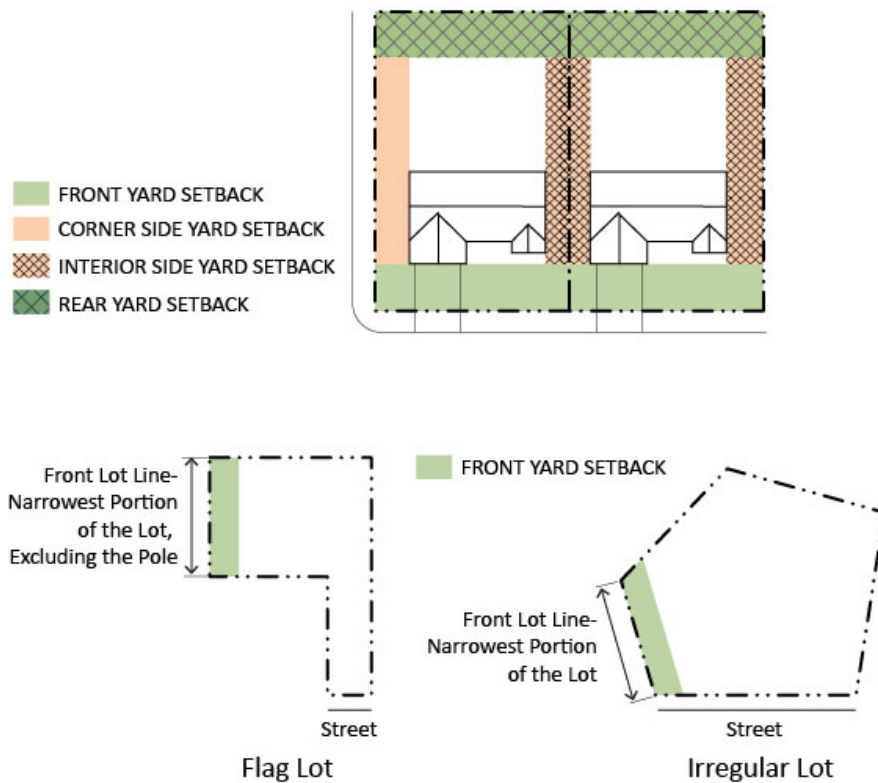 FRONT YARD SETBACK
CORNER SIDE YARD SETBACK
INTERIOR SIDE YARD SETBACK
REAR YARD SETBACK
Front Lot Line-
Narrowest Portion
of the Lot,
Excluding the Pole
Street
Flag Lot
FRONT YARD SETBACK
Front Lot Line-
Narrowest Portion
of the Lot
Street
Irregular Lot